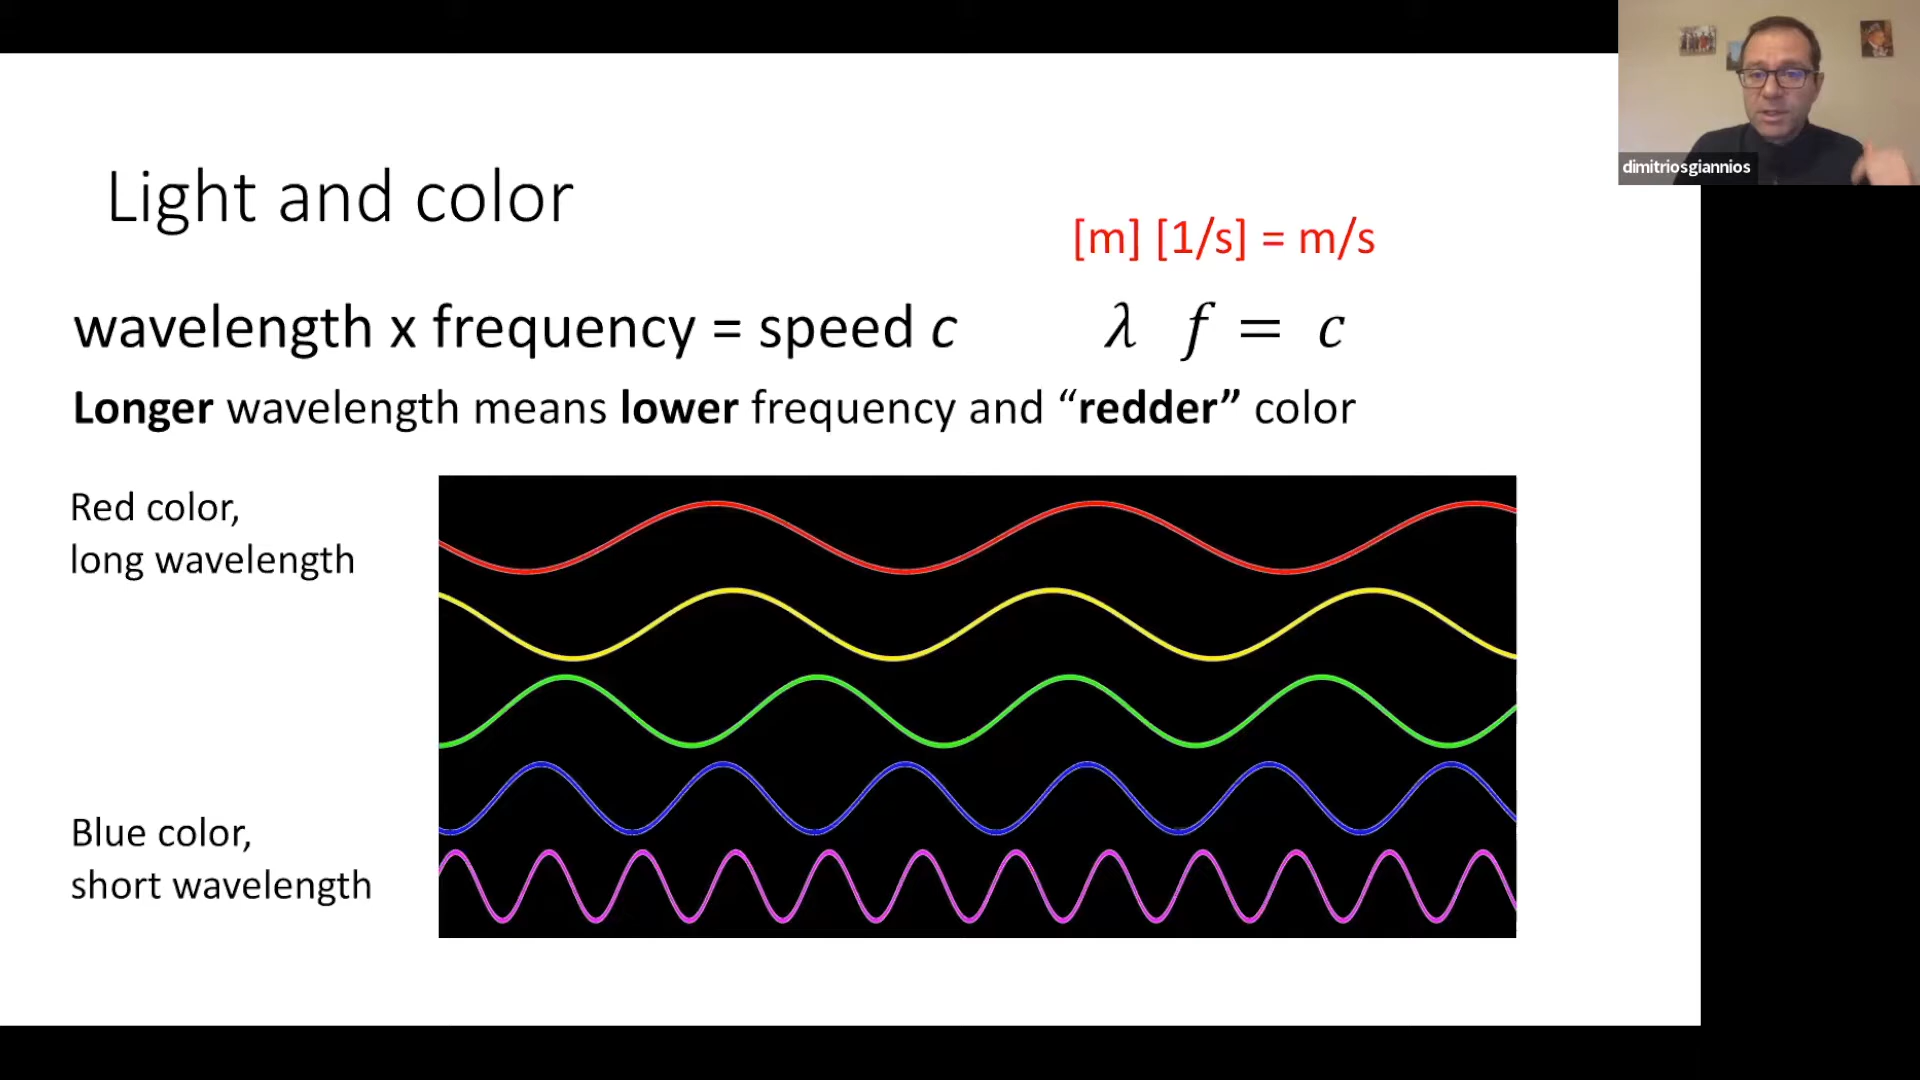 dimitriosgiannios
Light and color
[m] [1/s] = m/s
wavelength x frequency = speed c
λ f = c
Longer wavelength means lower frequency and “redder” color
Red color,
long wavelength
Blue color,
short wavelength